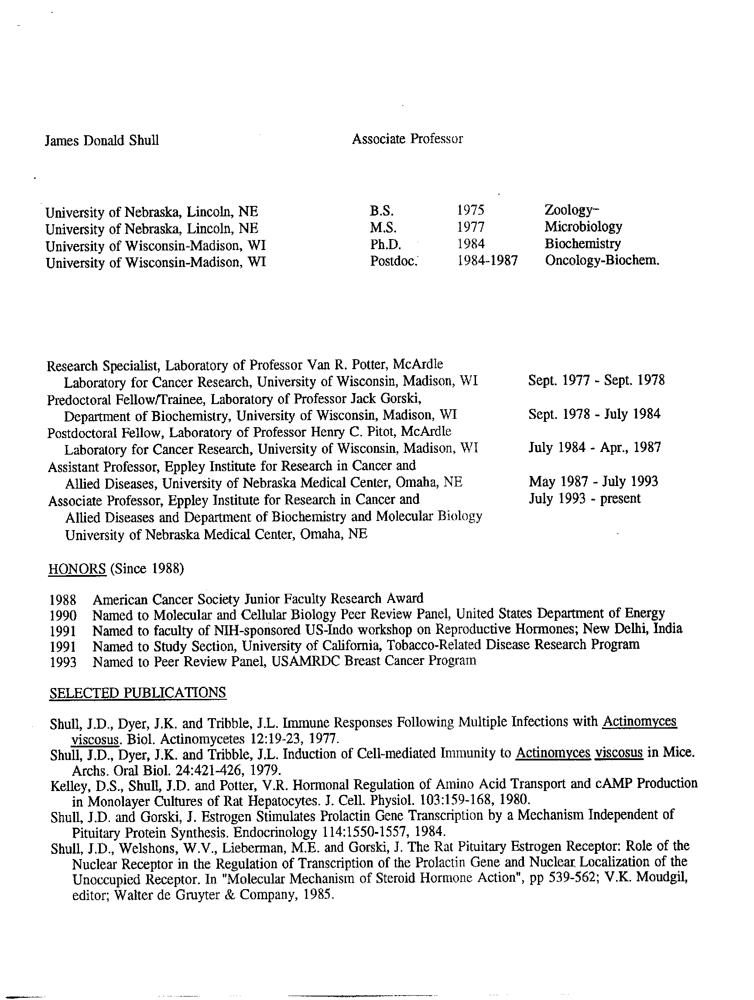 James Donald Shull Associate Professor
University of Nebraska, Lincoln, NE B.S. 1975 Zoology-
University of Nebraska, Lincoln, NE M.S. 1977 Microbiology
University of Wisconsin-Madison, WI Ph.D. 1984 Biochemistry
University of Wisconsin-Madison, WI Postdoc. 1984-1987 Oncology-Biochem.
Research Specialist, Laboratory of Professor Van R. Potter, McArdle
Laboratory for Cancer Research, University of Wisconsin, Madison, WI Sept. 1977 - Sept. 1978
Predoctoral Fellow/Trainee, Laboratory of Professor Jack Gorski,
Department of Biochemistry, University of Wisconsin, Madison, WI Sept. 1978 - July 1984
Postdoctoral Fellow, Laboratory of Professor Henry C. Pitot, McArdle
Laboratory for Cancer Research, University of Wisconsin, Madison, WI July 1984 - Apr., 1987
Assistant Professor, Eppley Institute for Research in Cancer and
Allied Diseases, University of Nebraska Medical Center, Omaha, NE May 1987 - July 1993
Associate Professor, Eppley Institute for Research in Cancer and July 1993 - present
Allied Diseases and Department of Biochemistry and Molecular Biology
University of Nebraska Medical Center, Omaha, NE
HONORS (Since 1988)
1988 American Cancer Society Junior Faculty Research Award
1990 Named to Molecular and Cellular Biology Peer Review Panel, United States Department of Energy
1991 Named to faculty of NIH-sponsored US-Indo workshop on Reproductive Hormones; New Delhi, India
1991 Named to Study Section, University of California, Tobacco-Related Disease Research Program
1993 Named to Peer Review Panel, USAMRDC Breast Cancer Program
SELECTED PUBLICATIONS
Shull, J.D., Dyer, J.K. and Tribble, J.L. Immune Responses Following Multiple Infections with Actinomyces
viscosus. Biol. Actinomycetes 12:19-23, 1977.
Shull, J.D., Dyer, J.K. and Tribble, J.L. Induction of Cell-mediated Immunity to Actinomyces viscosus in Mice.
Archs. Oral Biol. 24:421-426, 1979.
Kelley, D.S., Shull, J.D. and Potter, V.R. Hormonal Regulation of Amino Acid Transport and cAMP Production
in Monolayer Cultures of Rat Hepatocytes. J. Cell. Physiol. 103:159-168, 1980.
Shull, J.D. and Gorski, J. Estrogen Stimulates Prolactin Gene Transcription by a Mechanism Independent of
Pituitary Protein Synthesis. Endocrinology 114:1550-1557, 1984.
Shull, J.D., Welshons, W.V., Lieberman, M.E. and Gorski, J. The Rat Pituitary Estrogen Receptor: Role of the
Nuclear Receptor in the Regulation of Transcription of the Prolactin Gene and Nuclear Localization of the
Unoccupied Receptor. In "Molecular Mechanism of Steroid Hormone Action", pp 539-562; V.K. Moudgil,
editor; Walter de Gruyter & Company, 1985.